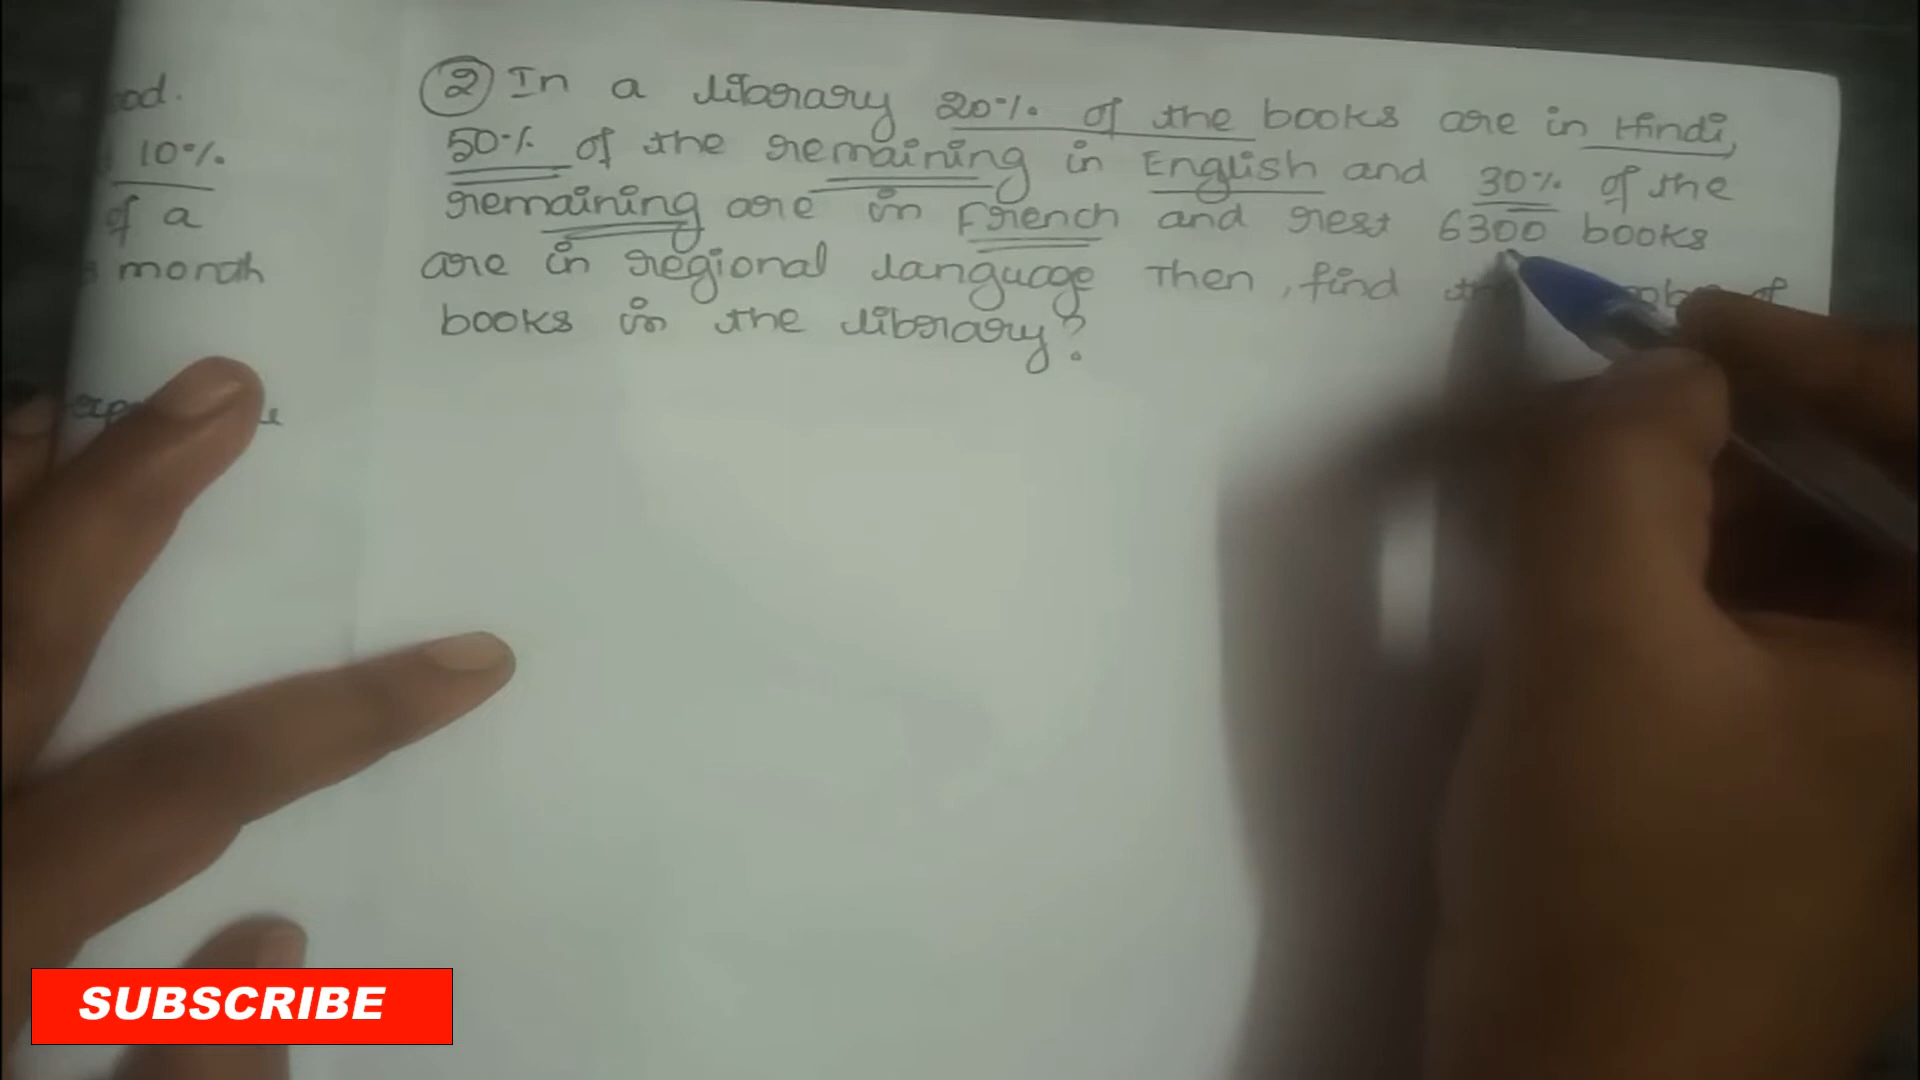 od.
10%
of a
month
② In a library 20% of the books are in Hindi,
50% of the remaining in English and 30% of the
remaining are in French and rest 6300 books
are in regional language Then, find of
books in the library?
SUBSCRIBE